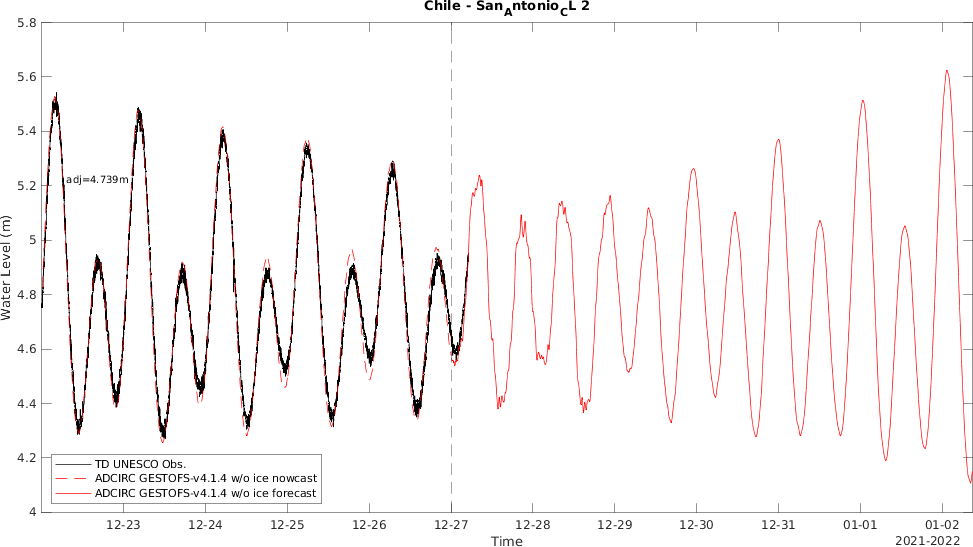 Chile - SanAntonioCL 2
5.8
5.6
5.4
5.2
5
4.8
4.6
4.4
4.2
4
Water Level (m)
adj=4.739m
TD UNESCO Obs.
ADCIRC GESTOFS-v4.1.4 w/o ice nowcast
ADCIRC GESTOFS-v4.1.4 w/o ice forecast
12-23 12-24 12-25 12-26 12-27 12-28 12-29 12-30 12-31 01-01 01-02
Time
2021-2022